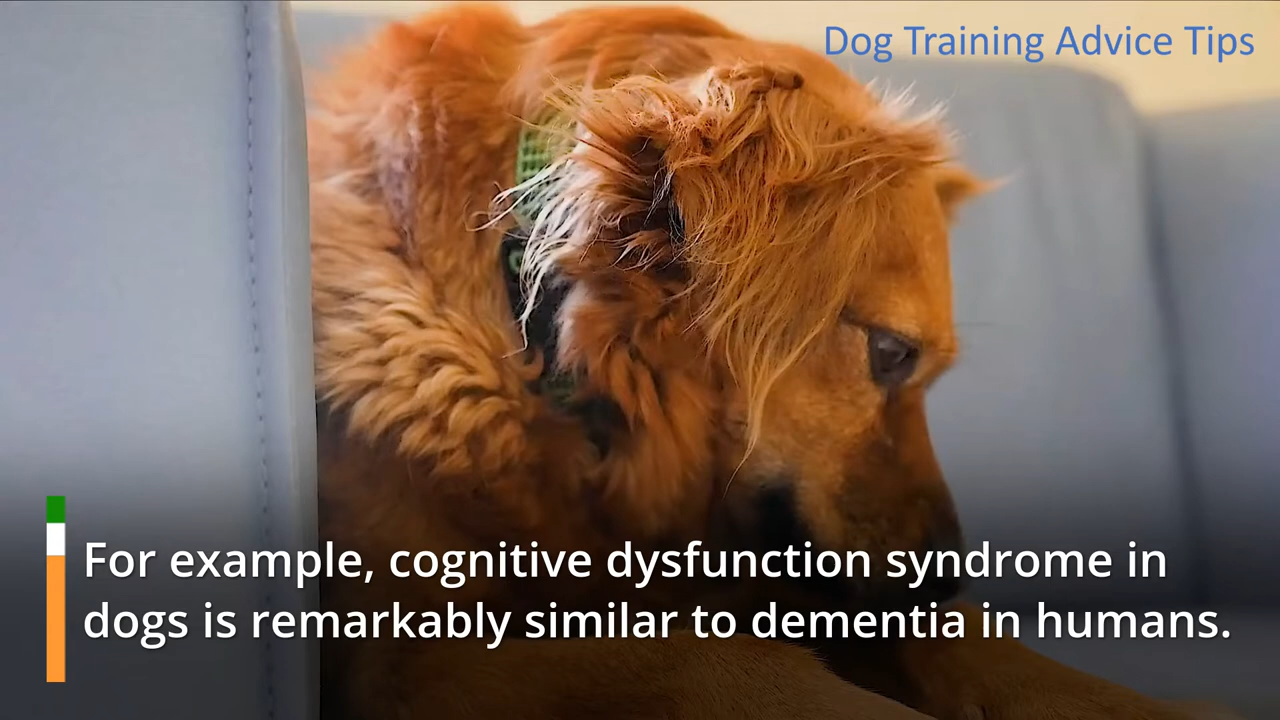 Dog Training Advice Tips
For example, cognitive dysfunction syndrome in
dogs is remarkably similar to dementia in humans.